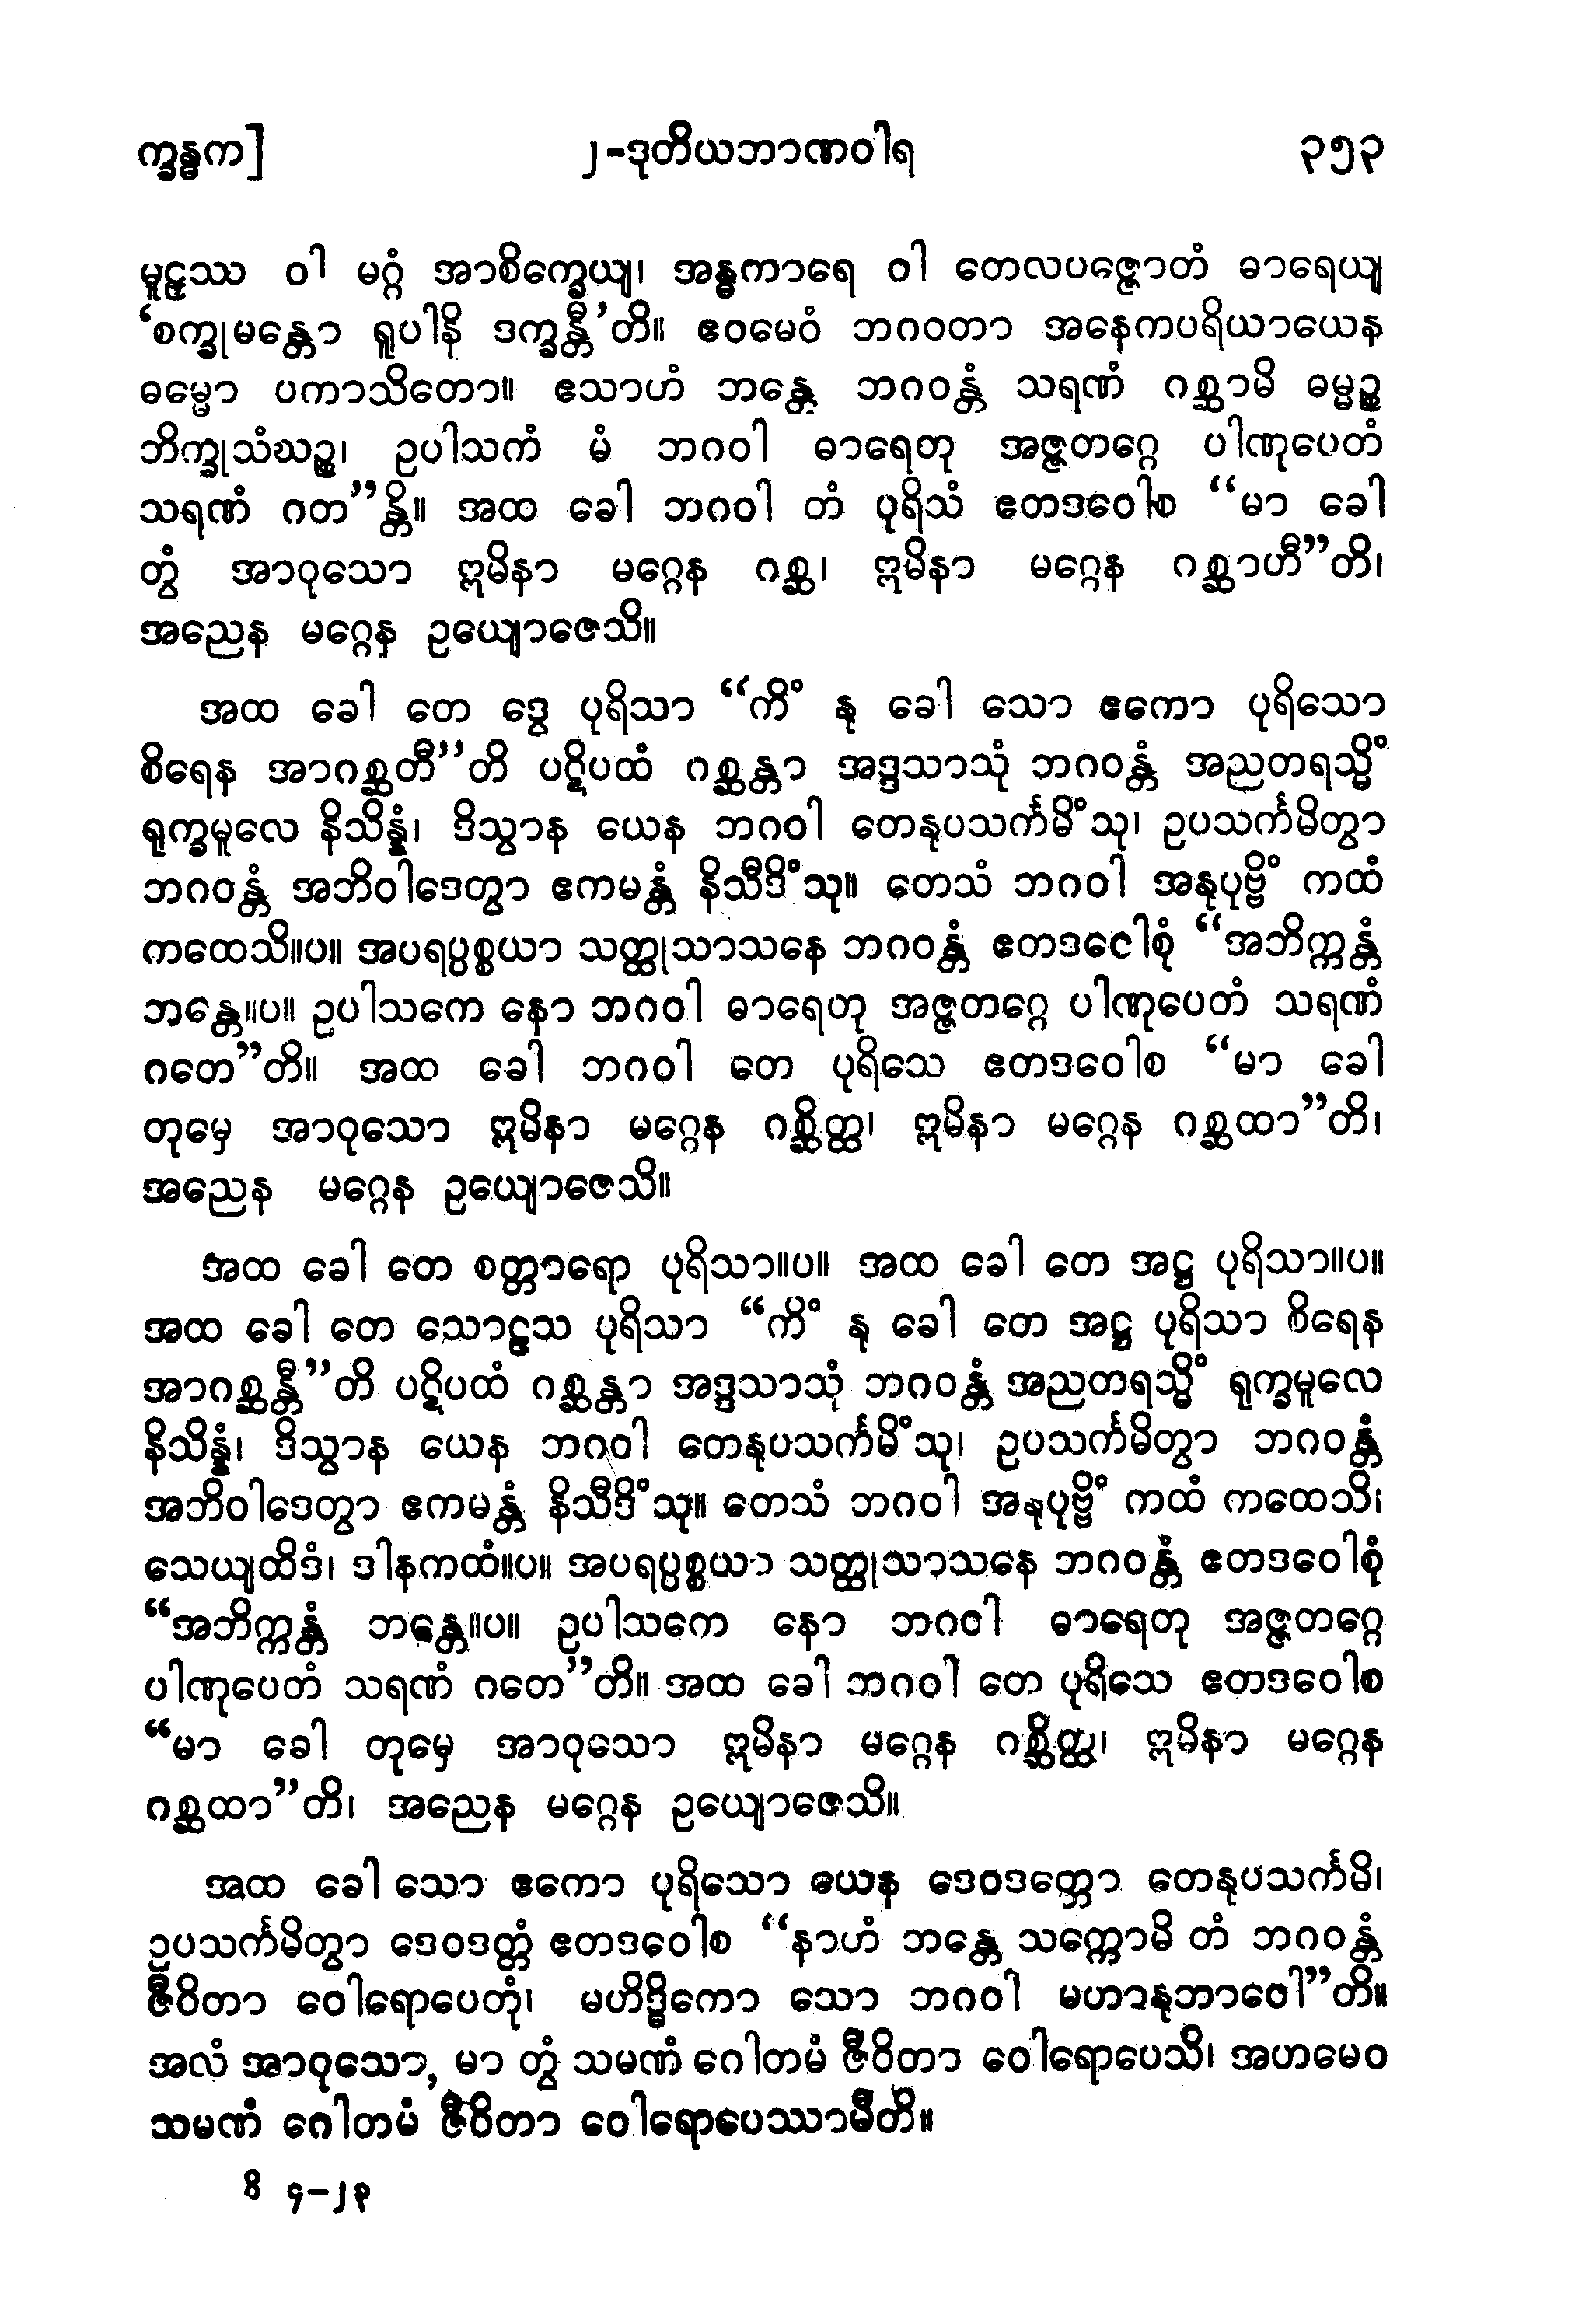 က္ခန္ဓက] ၂-ဒုတိယဘာဏဝါရ ၃၅၃
မူဠှဿ ဝါ မဂ္ဂံ အာစိက္ခေယျ၊ အန္ဓကာရေ ဝါ တေလပဇ္ဇောတံ ဓာရေယျ
‘စက္ခုမန္တော ရူပါနိ ဒက္ခန္တီ’တိ။ ဧဝမေဝံ ဘဂဝတာ အနေကပရိယာယေန
ဓမ္မော ပကာသိတော။ ဧသာဟံ ဘန္တေ ဘဂဝန္တံ သရဏံ ဂစ္ဆာမိ ဓမ္မဉ္စ
ဘိက္ခုသံဃဉ္စ၊ ဥပါသကံ မံ ဘဂဝါ ဓာရေတု အဇ္ဇတဂ္ဂေ ပါဏုပေတံ
သရဏံ ဂတ”န္တိ။ အထ ခေါ ဘဂဝါ တံ ပုရိသံ ဧတဒဝေါစ “မာ ခေါ
တွံ အာဝုသော ဣမိနာ မဂ္ဂေန ဂစ္ဆ၊ ဣမိနာ မဂ္ဂေန ဂစ္ဆာဟီ”တိ၊
အညေန မဂ္ဂေန ဥယျောဇေသိ။
အထ ခေါ တေ ဒွေ ပုရိသာ “ကိံ နု ခေါ သော ဧကော ပုရိသော
စိရေန အာဂစ္ဆတီ”တိ ပဋိပထံ ဂစ္ဆန္တာ အဒ္ဒသာသုံ ဘဂဝန္တံ အညတရသ္မိံ
ရုက္ခမူလေ နိသိန္နံ၊ ဒိသွာန ယေန ဘဂဝါ တေနုပသင်္ကမိံသု၊ ဥပသင်္ကမိတွာ
ဘဂဝန္တံ အဘိဝါဒေတွာ ဧကမန္တံ နိသီဒိံသု။ တေသံ ဘဂဝါ အနုပုဗ္ဗိံ ကထံ
ကထေသိ။ပ။ အပရပ္ပစ္စယာ သတ္ထုသာသနေ ဘဂဝန္တံ ဧတဒဝေါစုံ “အဘိက္ကန္တံ
ဘန္တေ။ပ။ ဥပါသကေ နော ဘဂဝါ ဓာရေတု အဇ္ဇတဂ္ဂေ ပါဏုပေတံ သရဏံ
ဂတေ”တိ။ အထ ခေါ ဘဂဝါ တေ ပုရိသေ ဧတဒဝေါစ “မာ ခေါ
တုမှေ အာဝုသော ဣမိနာ မဂ္ဂေန ဂစ္ဆိတ္ထ၊ ဣမိနာ မဂ္ဂေန ဂစ္ဆထာ”တိ၊
အညေန မဂ္ဂေန ဥယျောဇေသိ။
အထ ခေါ တေ စတ္တာရော ပုရိသာ။ပ။ အထ ခေါ တေ အဋ္ဌ ပုရိသာ။ပ။
အထ ခေါ တေ သောဠသ ပုရိသာ “ကိံ နု ခေါ တေ အဋ္ဌ ပုရိသာ စိရေန
အာဂစ္ဆန္တီ”တိ ပဋိပထံ ဂစ္ဆန္တာ အဒ္ဒသာသုံ ဘဂဝန္တံ အညတရသ္မိံ ရုက္ခမူလေ
နိသိန္နံ၊ ဒိသွာန ယေန ဘဂဝါ တေနုပသင်္ကမိံသု၊ ဥပသင်္ကမိတွာ ဘဂဝန္တံ
အဘိဝါဒေတွာ ဧကမန္တံ နိသီဒိံသု။ တေသံ ဘဂဝါ အနုပုဗ္ဗိံ ကထံ ကထေသိ၊
သေယျထိဒံ၊ ဒါနကထံ။ပ။ အပရပ္ပစ္စယာ သတ္ထုသာသနေ ဘဂဝန္တံ ဧတဒဝေါစုံ
“အဘိက္ကန္တံ ဘန္တေ။ပ။ ဥပါသကေ နော ဘဂဝါ ဓာရေတု အဇ္ဇတဂ္ဂေ
ပါဏုပေတံ သရဏံ ဂတေ”တိ။ အထ ခေါ ဘဂဝါ တေ ပုရိသေ ဧတဒဝေါစ
“မာ ခေါ တုမှေ အာဝုသော ဣမိနာ မဂ္ဂေန ဂစ္ဆိတ္ထ၊ ဣမိနာ မဂ္ဂေန
ဂစ္ဆထာ”တိ၊ အညေန မဂ္ဂေန ဥယျောဇေသိ။
အထ ခေါ သော ဧကော ပုရိသော ယေန ဒေဝဒတ္တော တေနုပသင်္ကမိ၊
ဥပသင်္ကမိတွာ ဒေဝဒတ္တံ ဧတဒဝေါစ “နာဟံ ဘန္တေ သက္ကောမိ တံ ဘဂဝန္တံ
ဇီဝိတာ ဝေါရောပေတုံ၊ မဟိဒ္ဓိကော သော ဘဂဝါ မဟာနုဘာဝေါ”တိ။
အလံ အာဝုသော, မာ တွံ သမဏံ ဂေါတမံ ဇီဝိတာ ဝေါရောပေသိ၊ အဟမေဝ
သမဏံ ဂေါတမံ ဇီဝိတာ ဝေါရောပေဿာမီတိ။
ဝိ ၄-၂၃